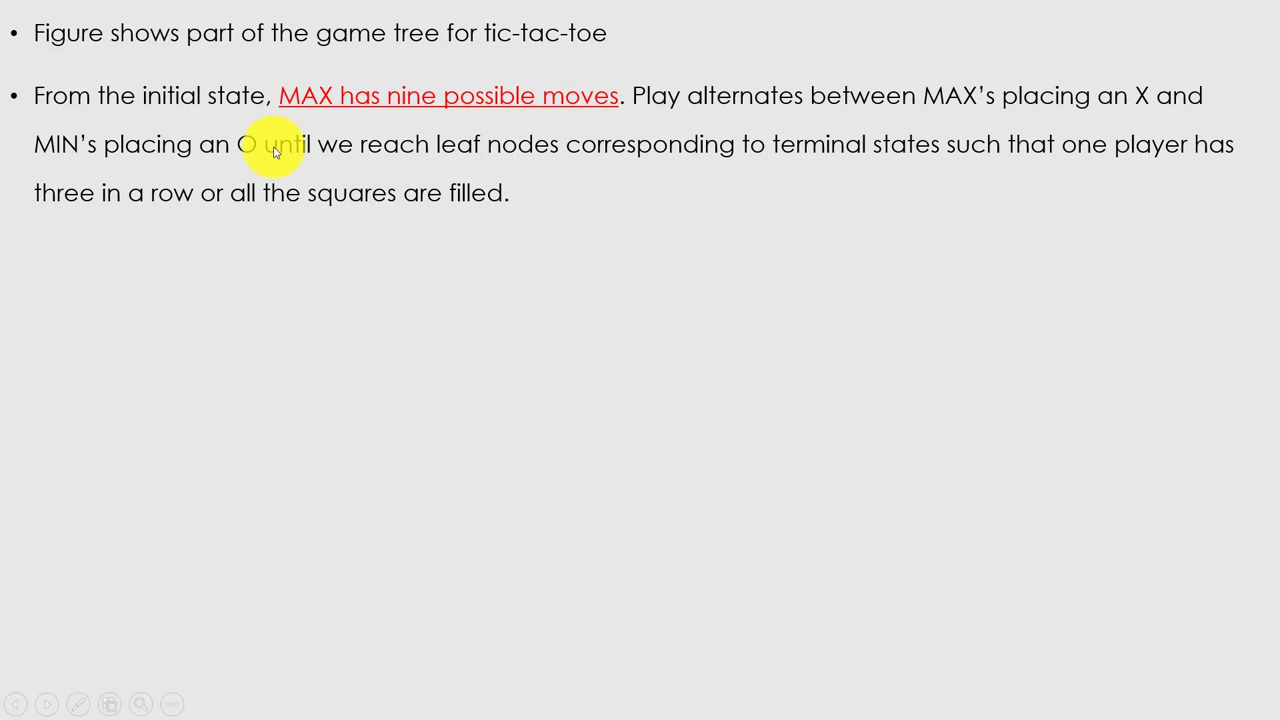 • Figure shows part of the game tree for tic-tac-toe
• From the initial state, MAX has nine possible moves. Play alternates between MAX’s placing an X and
MIN’s placing an O until we reach leaf nodes corresponding to terminal states such that one player has
three in a row or all the squares are filled.